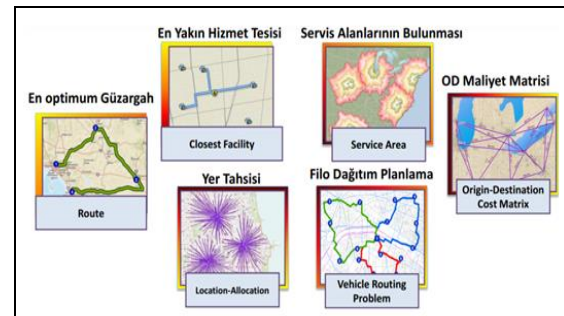 En Yakın Hizmet Tesisi
Closest Facility
Servis Alanlarının Bulunması
Service Area
OD Maliyet Matrisi
Origin-Destination
Cost Matrix
En optimum Güzargah
Route
Yer Tahsisi
Location-Allocation
Filo Dağıtım Planlama
Vehicle Routing
Problem